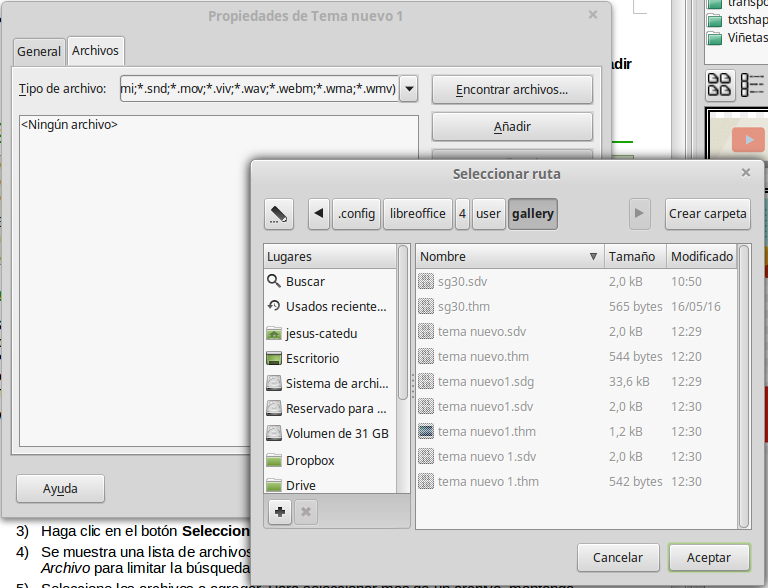 Propiedades de Tema nuevo 1
General
Archivos
Tipo de archivo:
mi;*.snd;*.mov;*.viv;*.wav;*.webm;*.wma;*.wmv)
Encontrar archivos...
<Ningún archivo>
Añadir
txtshap
Viñetas
Seleccionar ruta
.config
libreoffice
4
user
gallery
Crear carpeta
Lugares
Buscar
Usados reciente...
jesus-catedu
Escritorio
Sistema de archi...
Reservado para ...
Volumen de 31 GB
Dropbox
Drive
Nombre Tamaño Modificado
sg30.sdv 2,0 kB 10:50
sg30.thm 565 bytes 16/05/16
tema nuevo.sdv 2,0 kB 12:29
tema nuevo.thm 544 bytes 12:20
tema nuevo1.sdg 33,6 kB 12:29
tema nuevo1.sdv 2,0 kB 12:30
tema nuevo1.thm 1,2 kB 12:30
tema nuevo 1.sdv 2,0 kB 12:30
tema nuevo 1.thm 542 bytes 12:30
Cancelar
Aceptar
Ayuda
3) Haga clic en el botón Seleccion
4) Se muestra una lista de archivos
Archivo para limitar la búsqueda